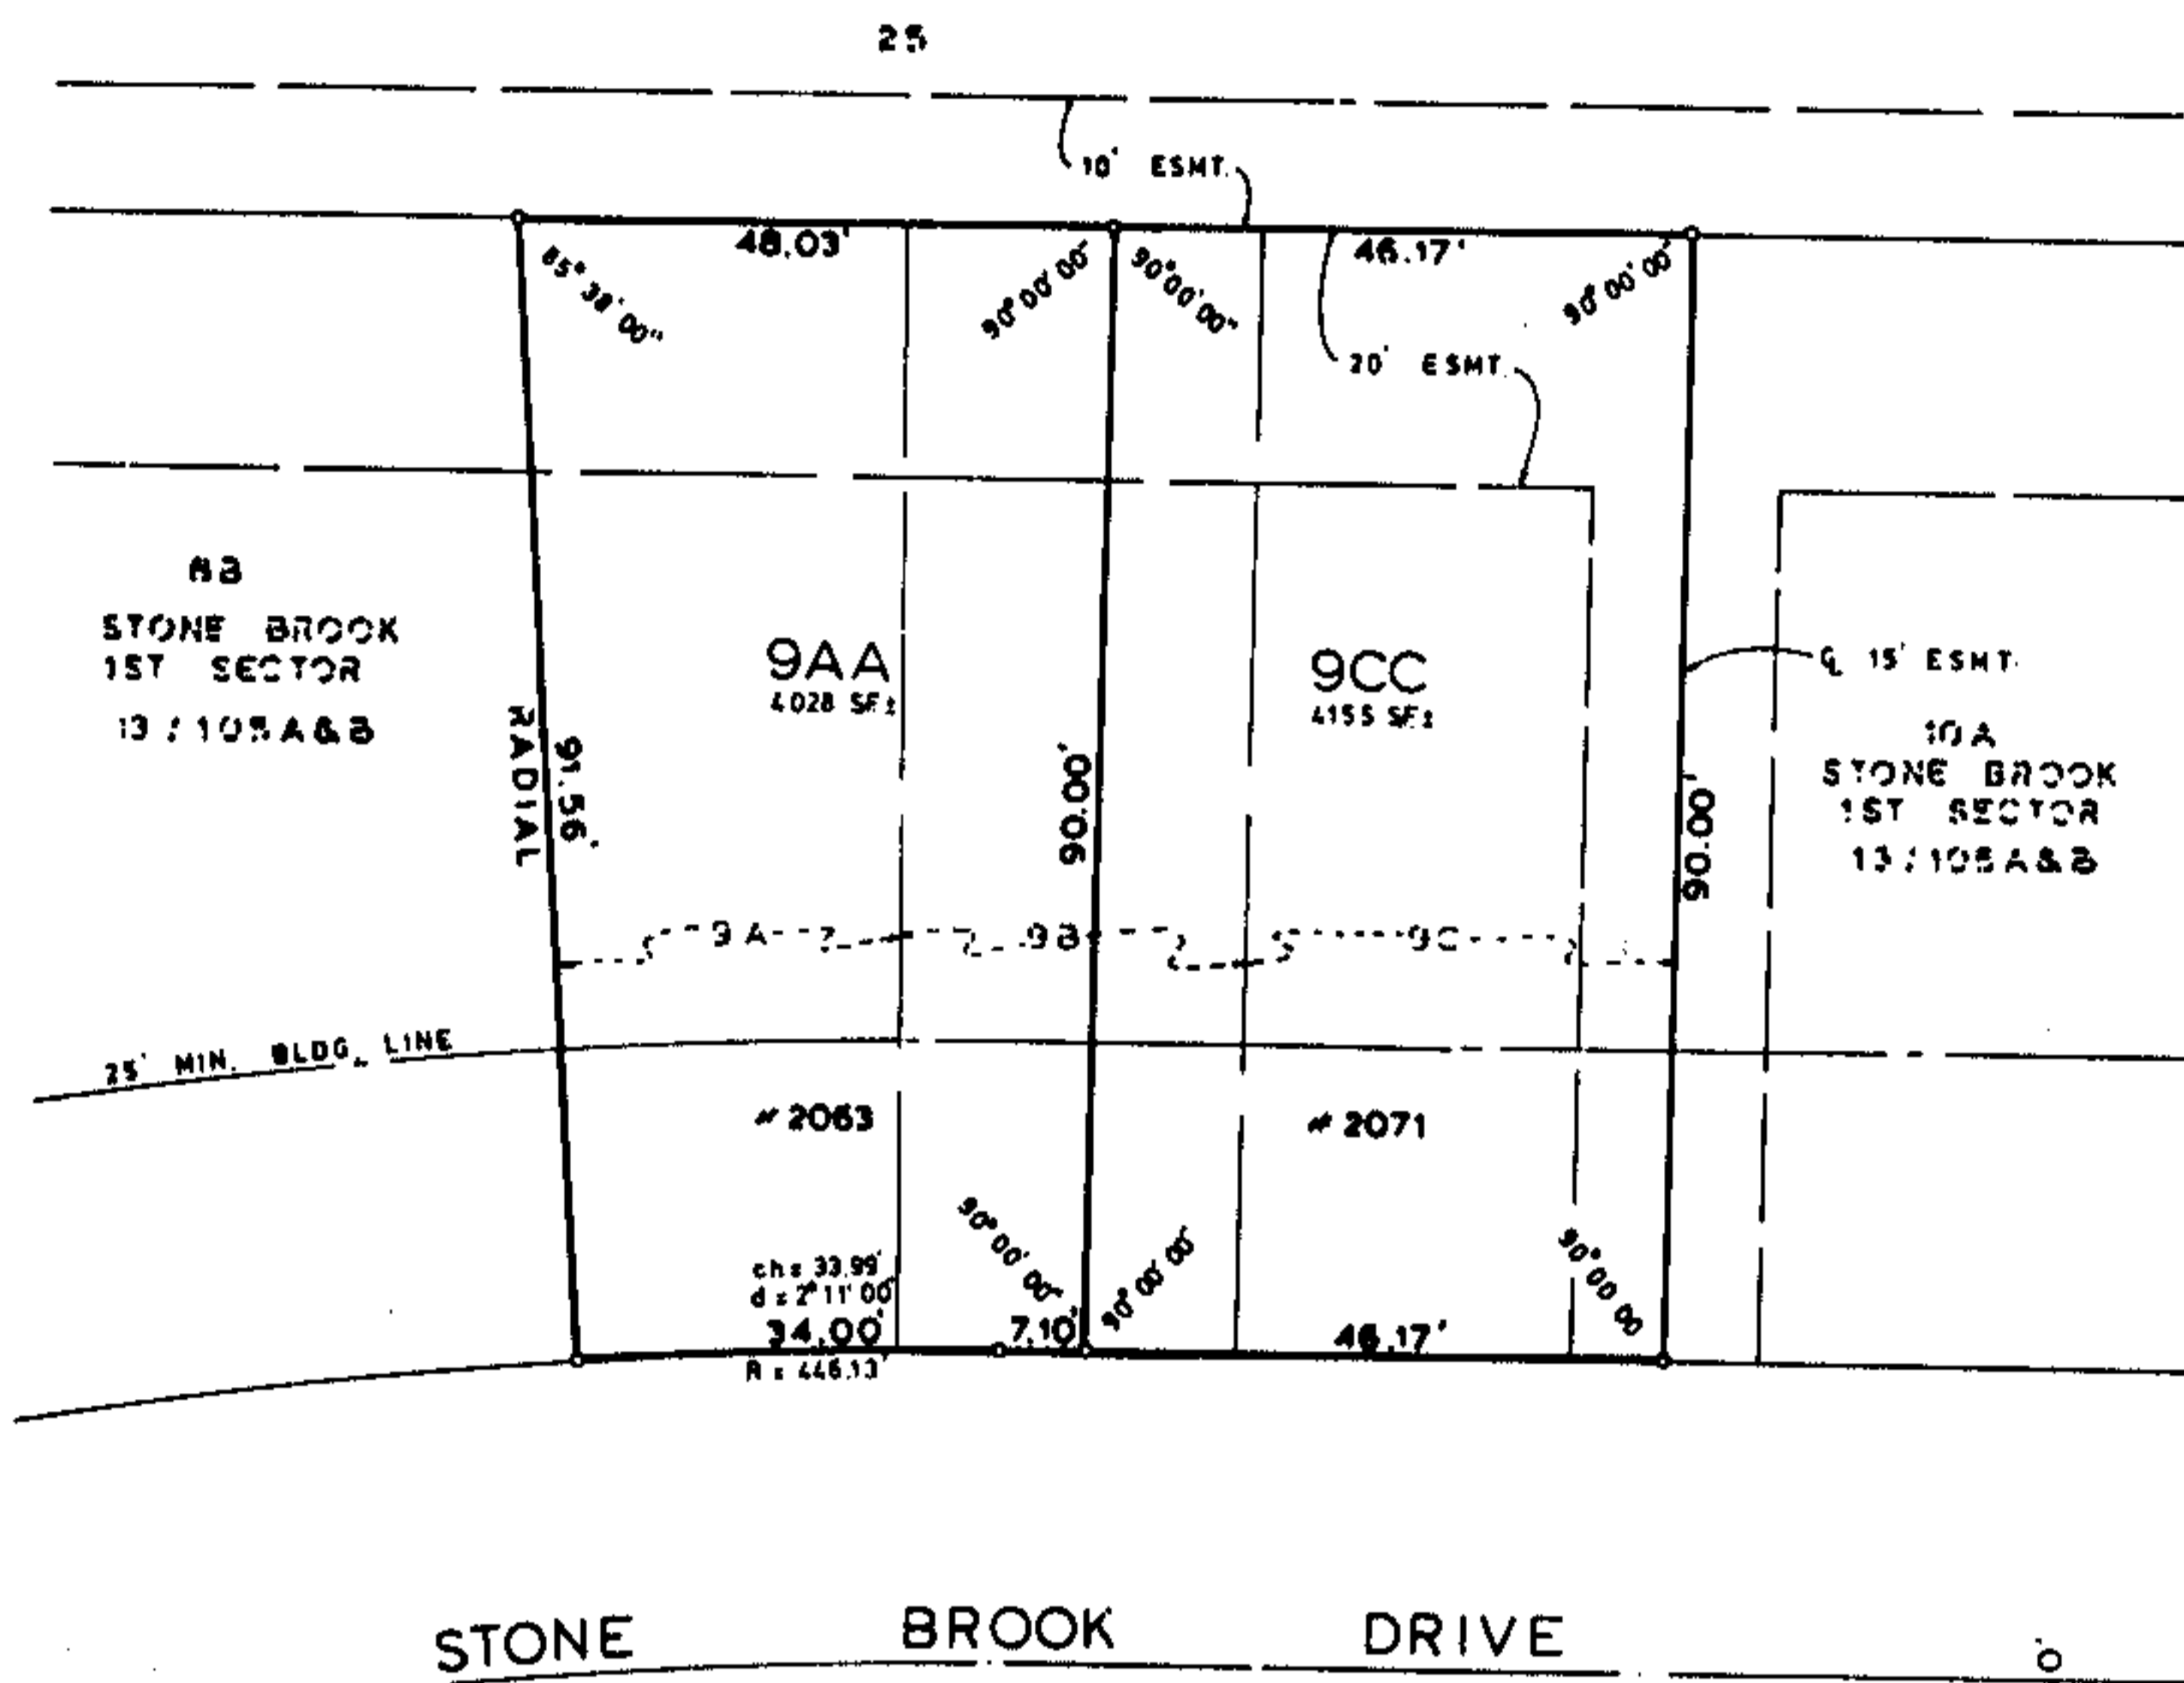 25
10' ESMT.
48.03'
46.17'
85° 38' 00"
90° 00' 00"
90° 00' 00"
90° 00' 00"
20' ESMT.
8B
STONE BROOK
1ST SECTOR
13 / 105 A & B
9AA
4028 SF±
9CC
4155 SF±
℄ 15' ESMT.
10A
STONE BROOK
1ST SECTOR
13 / 105 A & B
RADIAL
91.56'
90.00'
90.00'
9A
9B
9C
25' MIN. BLDG. LINE
# 2063
# 2071
90° 00' 00"
90° 00' 00"
90° 00' 00"
ch = 33.99'
d = 2° 11' 00"
34.00'
7.10'
46.17'
R = 446.13'
STONE BROOK DRIVE